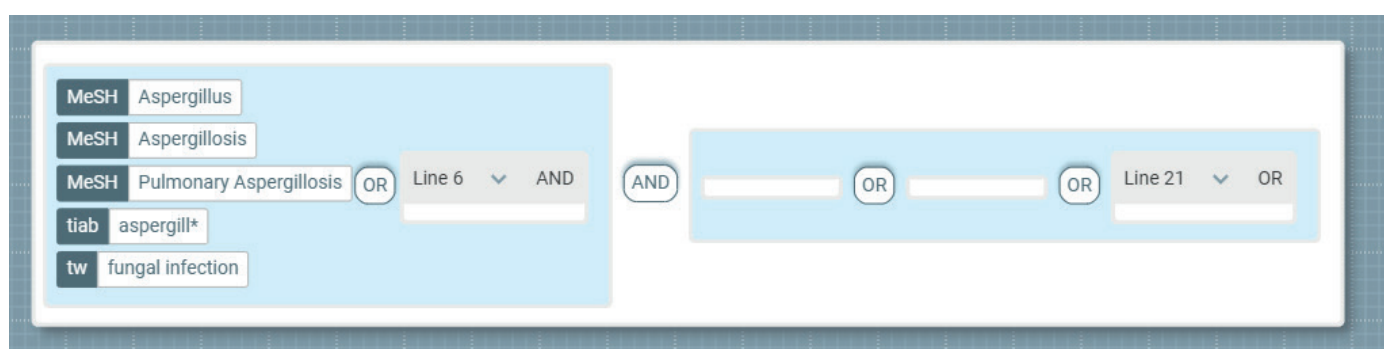 MeSH Aspergillus
MeSH Aspergillosis
MeSH Pulmonary Aspergillosis OR Line 6 AND AND OR OR Line 21 OR
tiab aspergill*
tw fungal infection